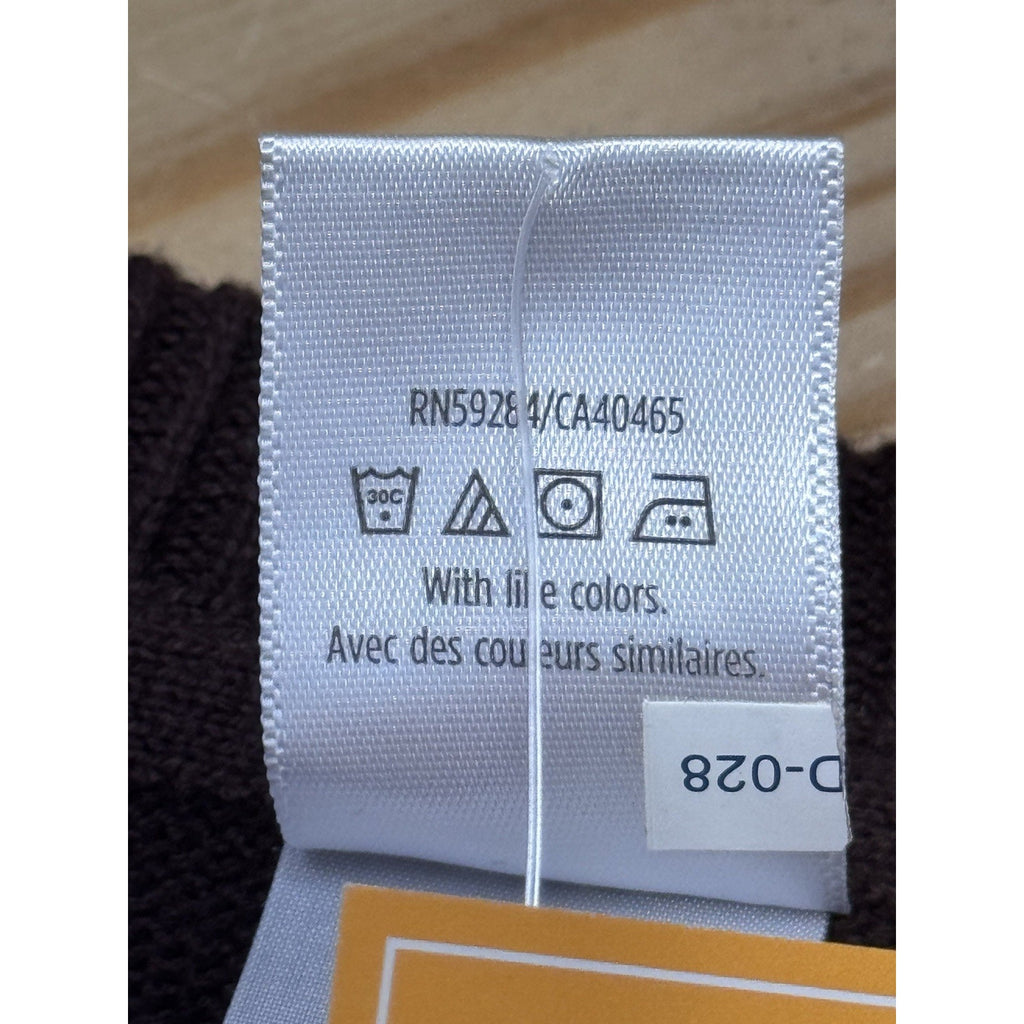 RN59284/CA40465
30C
With like colors.
Avec des couleurs similaires.
D-028